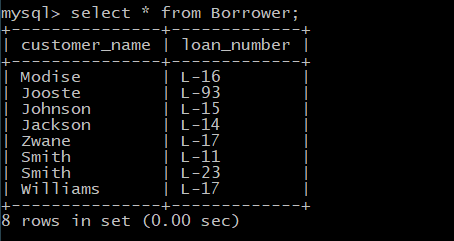 mysql> select * from Borrower;
+---------------+-------------+
| customer_name | loan_number |
+---------------+-------------+
| Modise        | L-16        |
| Jooste        | L-93        |
| Johnson       | L-15        |
| Jackson       | L-14        |
| Zwane         | L-17        |
| Smith         | L-11        |
| Smith         | L-23        |
| Williams      | L-17        |
+---------------+-------------+
8 rows in set (0.00 sec)